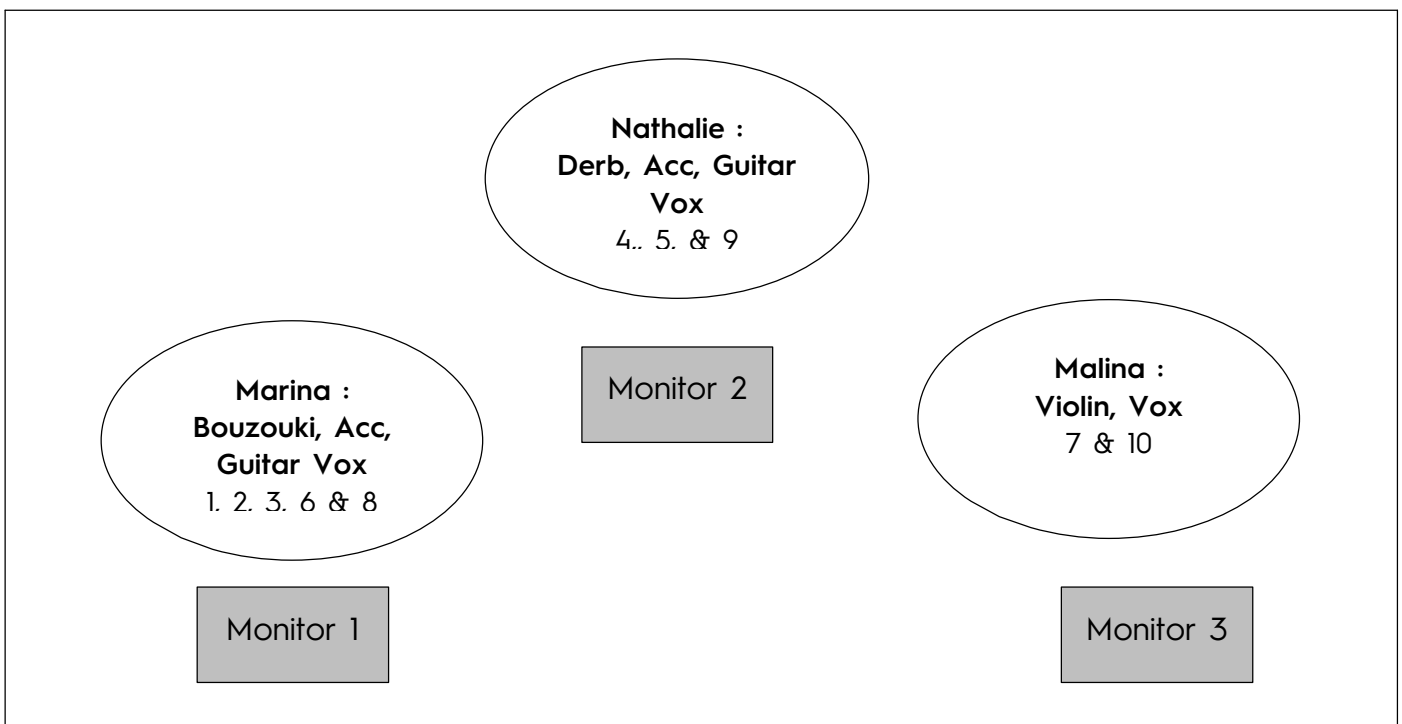 Nathalie :
Derb, Acc, Guitar
Vox
4,, 5, & 9
Monitor 2
Marina :
Bouzouki, Acc,
Guitar Vox
1, 2, 3, 6 & 8
Malina :
Violin, Vox
7 & 10
Monitor 1
Monitor 3